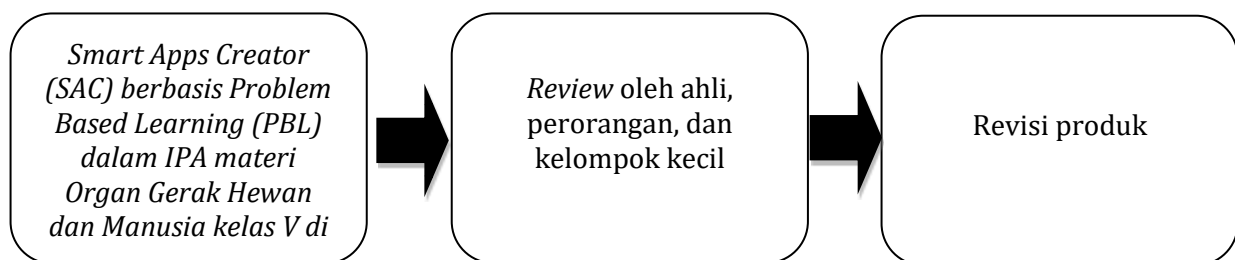 Smart Apps Creator
(SAC) berbasis Problem
Based Learning (PBL)
dalam IPA materi
Organ Gerak Hewan
dan Manusia kelas V di
Review oleh ahli,
perorangan, dan
kelompok kecil
Revisi produk